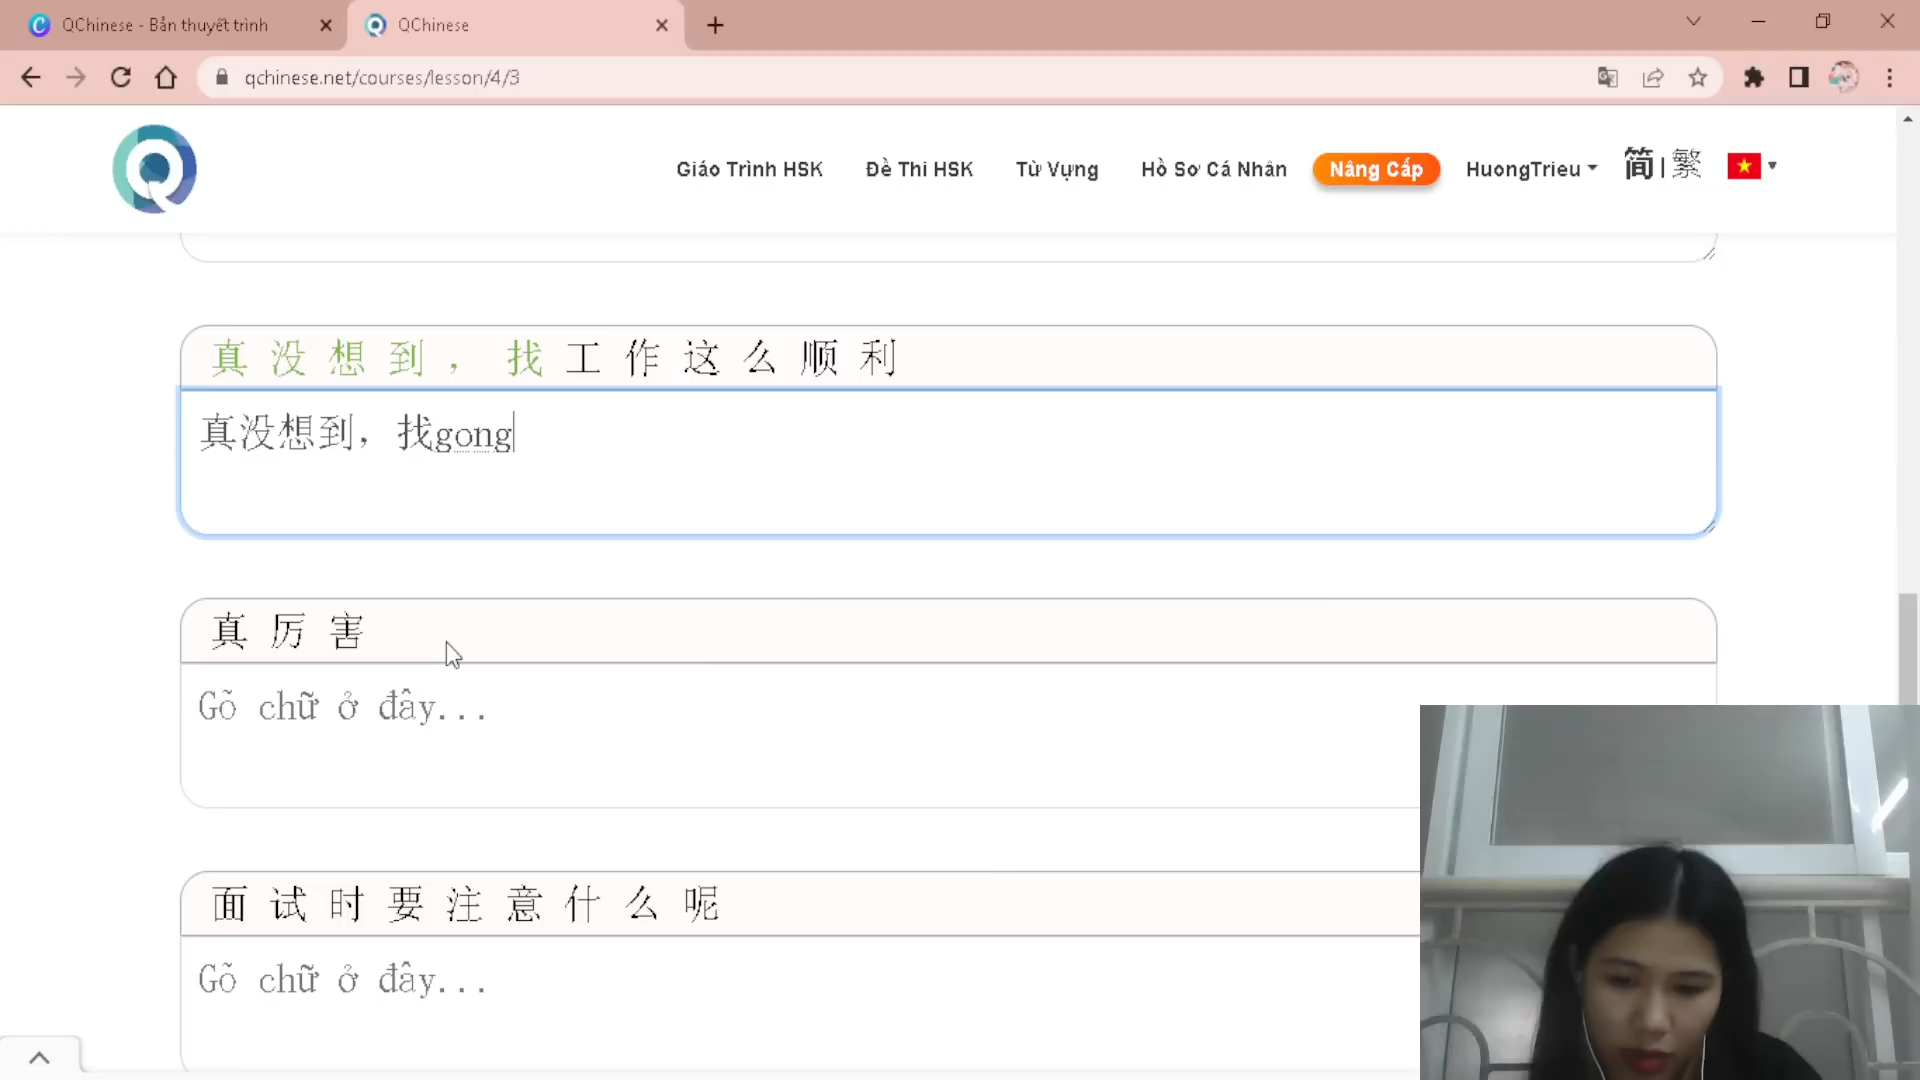 QChinese - Bản thuyết trình
QChinese
qchinese.net/courses/lesson/4/3
Giáo Trình HSK
Đề Thi HSK
Từ Vựng
Hồ Sơ Cá Nhân
Nâng Cấp
HuongTrieu
简 | 繁
真没想到，找工作这么顺利
真没想到，找gong
真厉害
Gõ chữ ở đây...
面试时要注意什么呢
Gõ chữ ở đây...